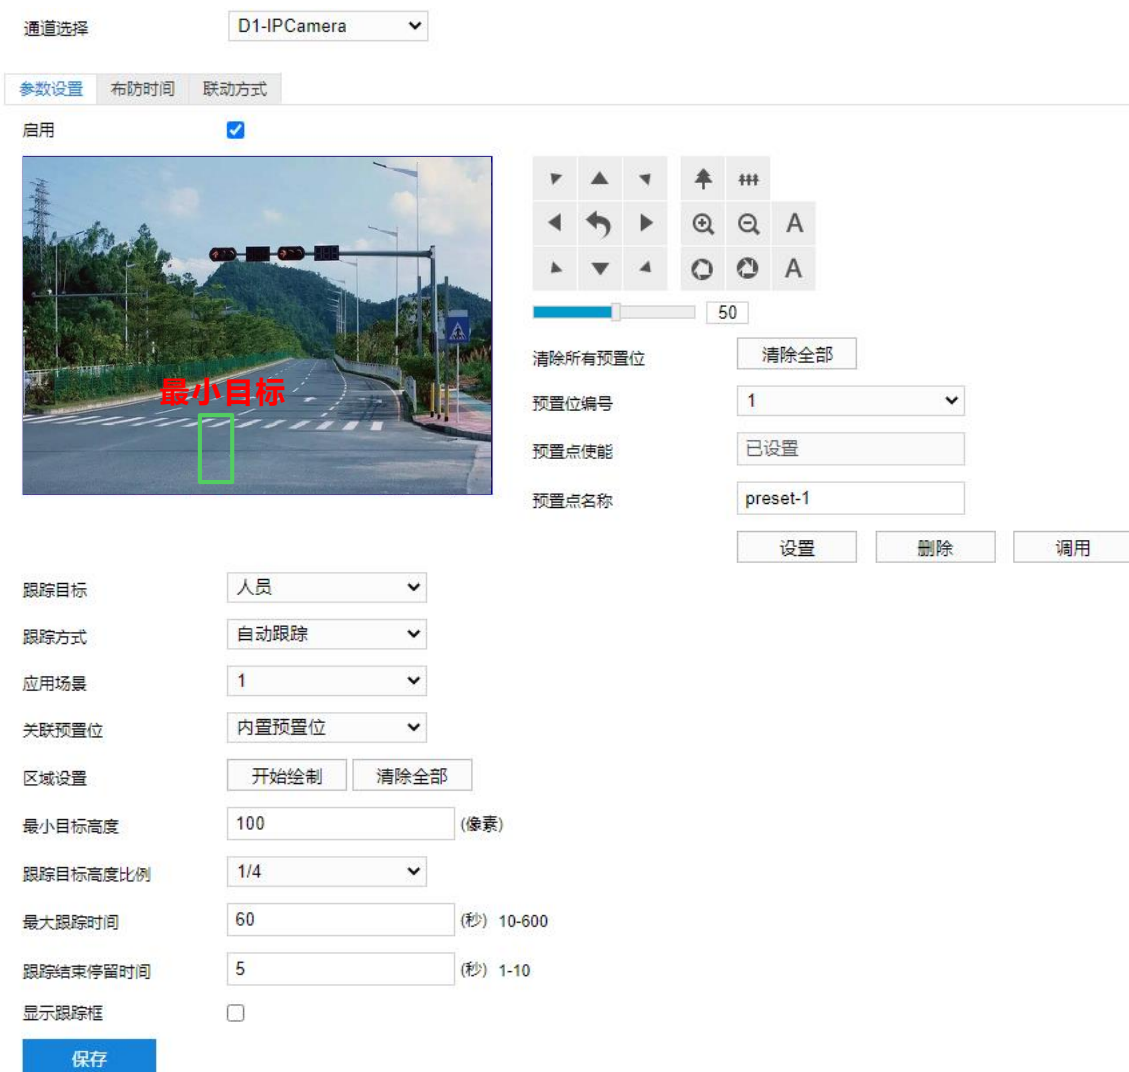 通道选择 D1-IPCamera
参数设置 布防时间 联动方式
启用
最小目标
A
A
50
清除所有预置位 清除全部
预置位编号 1
预置点使能 已设置
预置点名称 preset-1
设置 删除 调用
跟踪目标 人员
跟踪方式 自动跟踪
应用场景 1
关联预置位 内置预置位
区域设置 开始绘制 清除全部
最小目标高度 100 (像素)
跟踪目标高度比例 1/4
最大跟踪时间 60 (秒) 10-600
跟踪结束停留时间 5 (秒) 1-10
显示跟踪框
保存